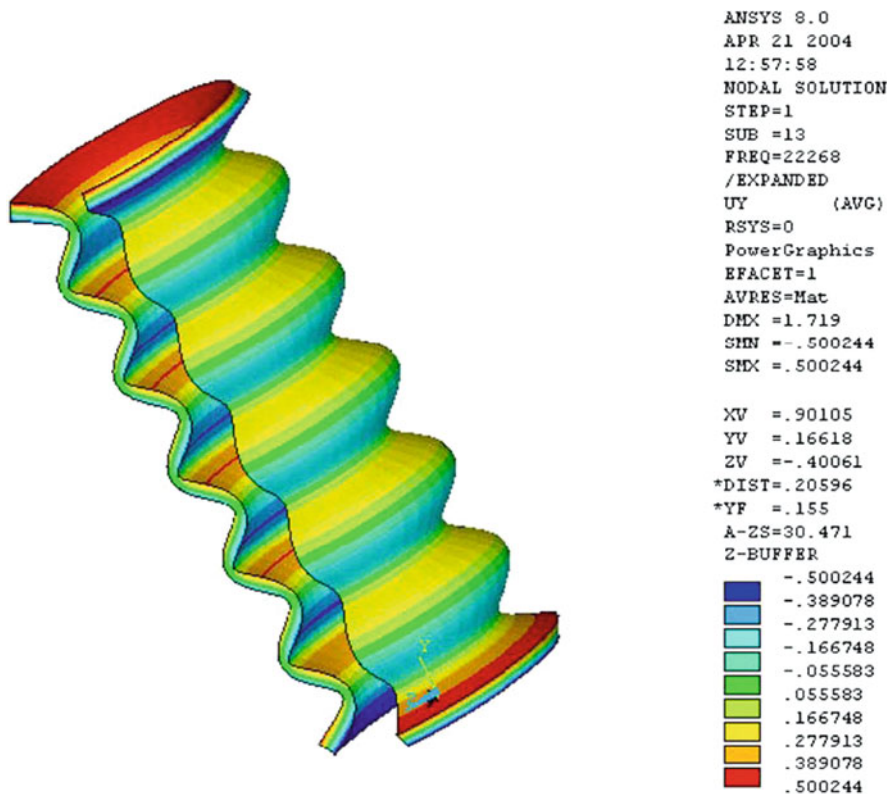 ANSYS 8.0
APR 21 2004
12:57:58
NODAL SOLUTION
STEP=1
SUB =13
FREQ=22268
/EXPANDED
UY (AVG)
RSYS=0
PowerGraphics
EFACET=1
AVRES=Mat
DMX =1.719
SMN =-.500244
SMX =.500244
XV =.90105
YV =.16618
ZV =-.40061
*DIST=.20596
*YF =.155
A-ZS=30.471
Z-BUFFER
-.500244
-.389078
-.277913
-.166748
-.055583
.055583
.166748
.277913
.389078
.500244
Y